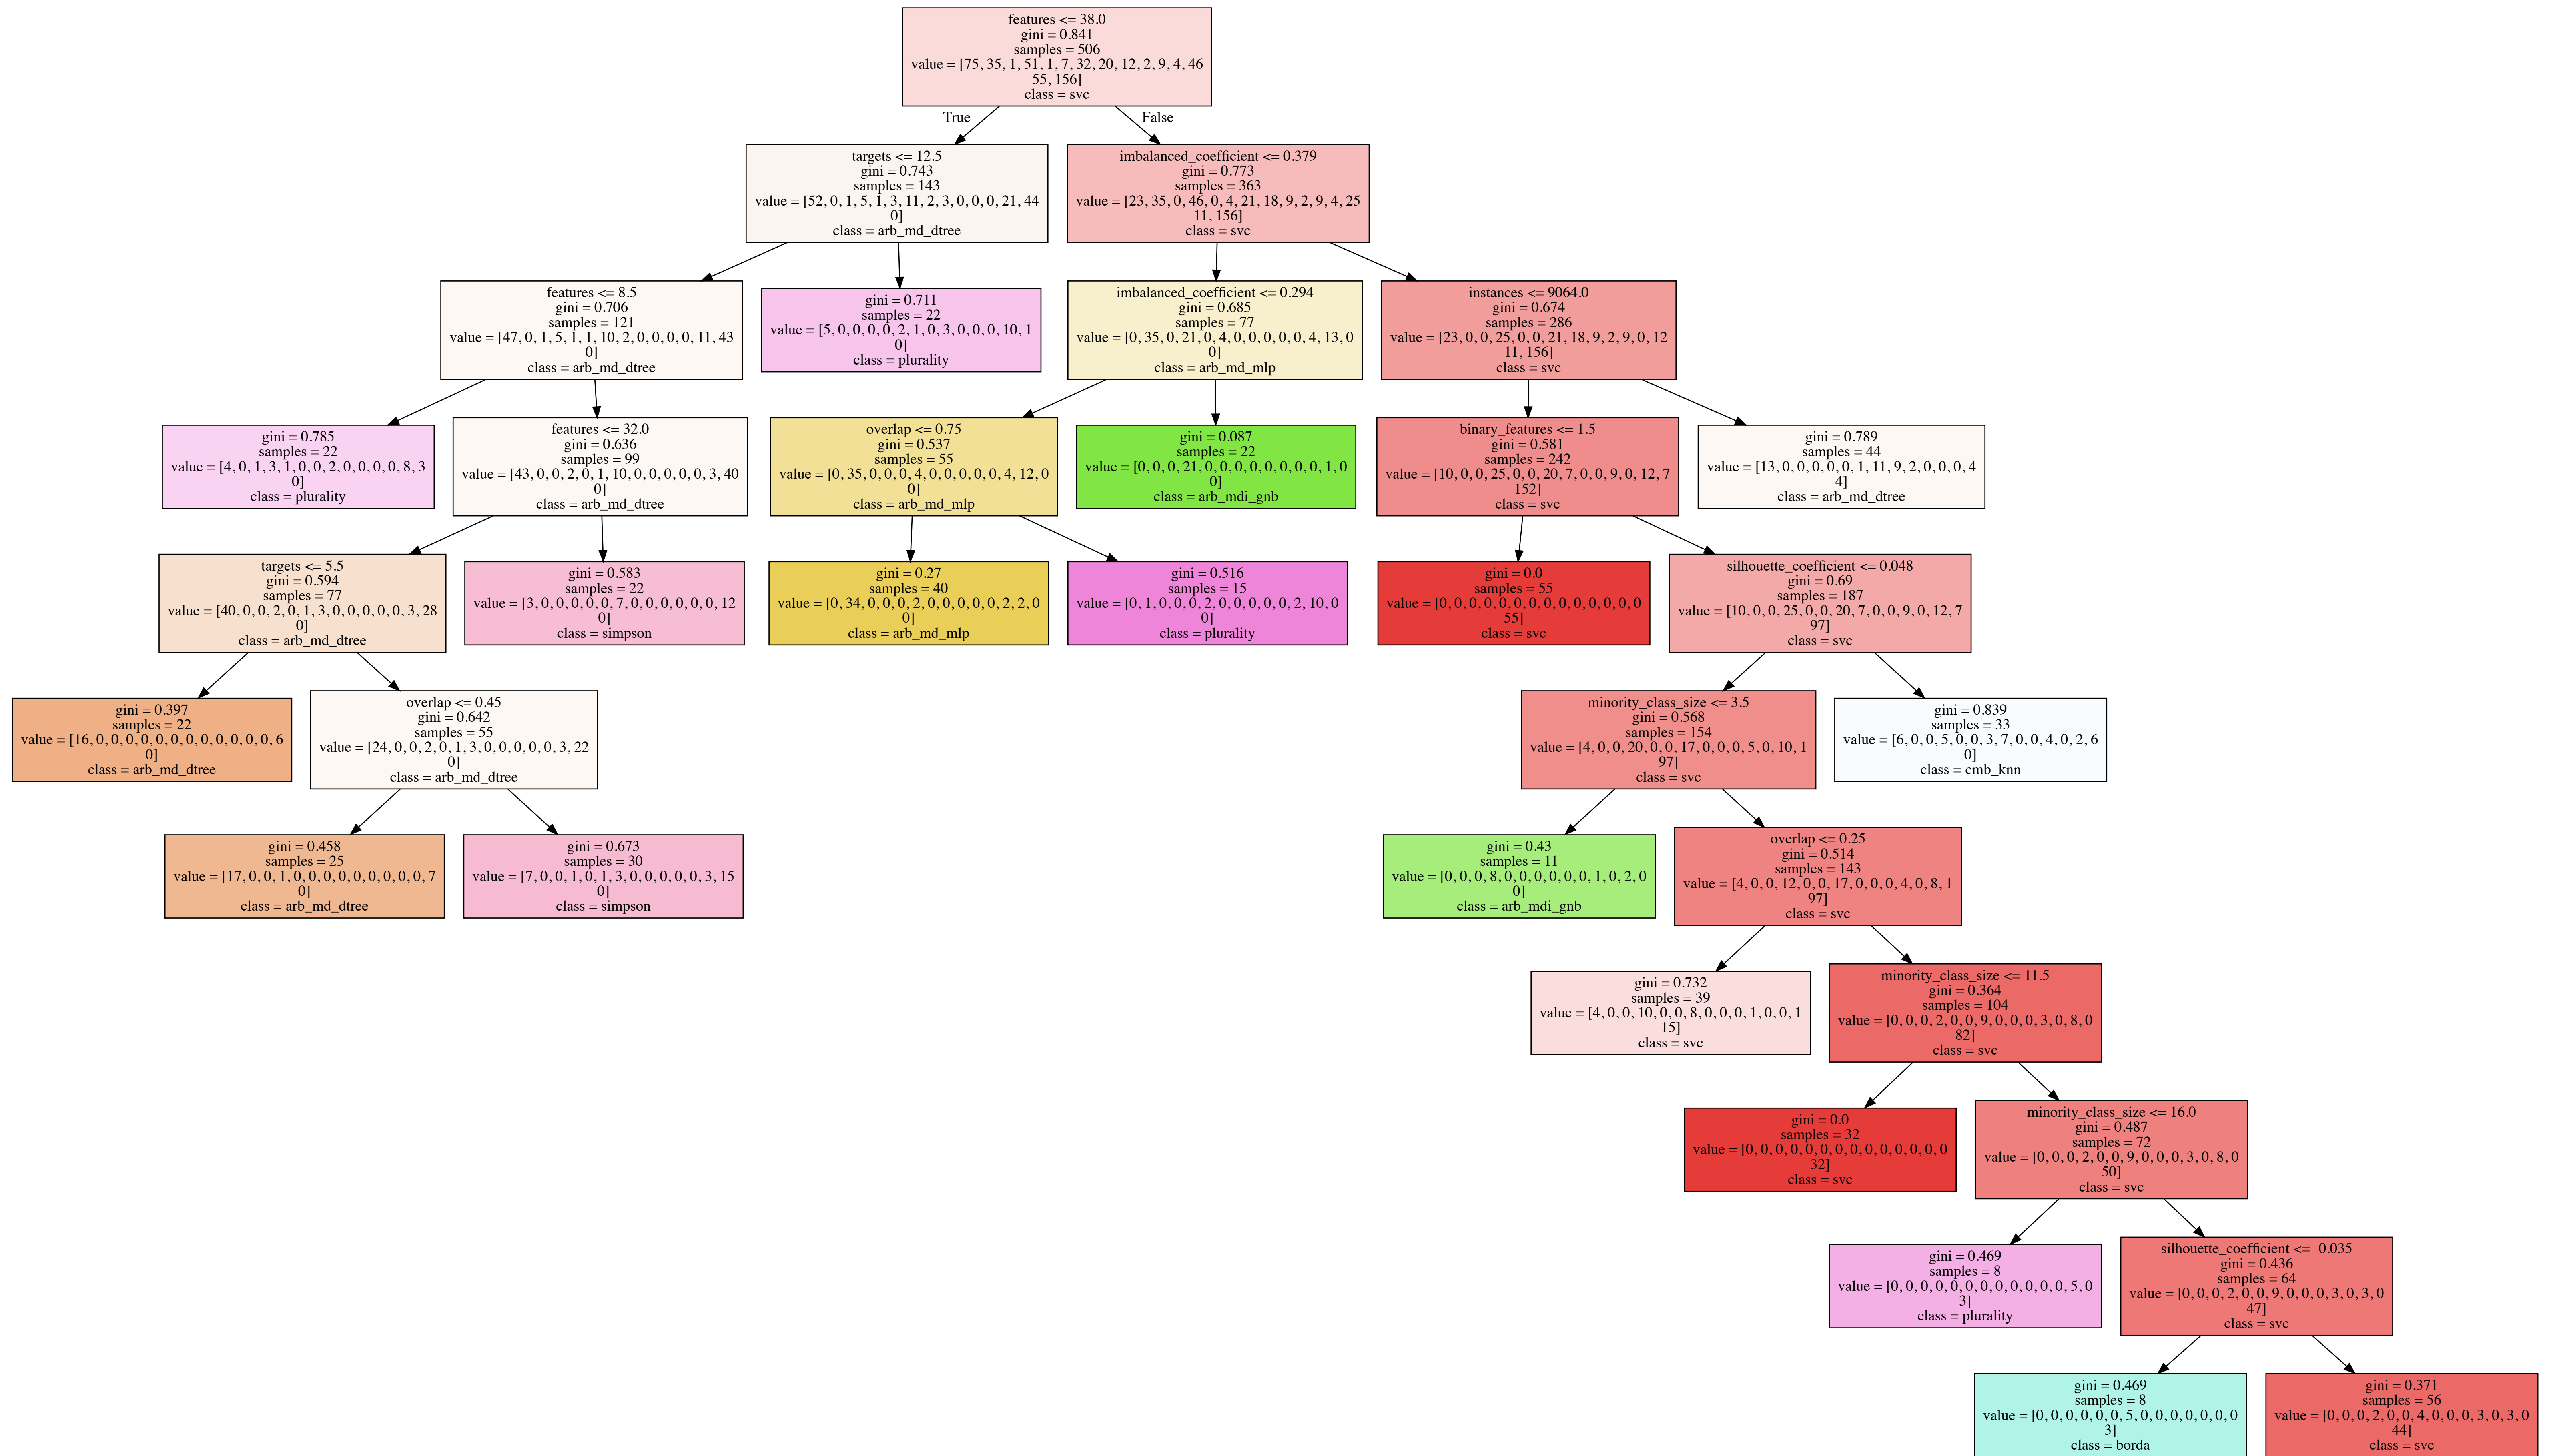 features <= 38.0
gini = 0.841
samples = 506
value = [75, 35, 1, 51, 1, 7, 32, 20, 12, 2, 9, 4, 46
55, 156]
class = svc
True
False
targets <= 12.5
gini = 0.743
samples = 143
value = [52, 0, 1, 5, 1, 3, 11, 2, 3, 0, 0, 0, 21, 44
0]
class = arb_md_dtree
imbalanced_coefficient <= 0.379
gini = 0.773
samples = 363
value = [23, 35, 0, 46, 0, 4, 21, 18, 9, 2, 9, 4, 25
11, 156]
class = svc
features <= 8.5
gini = 0.706
samples = 121
value = [47, 0, 1, 5, 1, 1, 10, 2, 0, 0, 0, 0, 11, 43
0]
class = arb_md_dtree
gini = 0.711
samples = 22
value = [5, 0, 0, 0, 0, 2, 1, 0, 3, 0, 0, 0, 10, 1
0]
class = plurality
imbalanced_coefficient <= 0.294
gini = 0.685
samples = 77
value = [0, 35, 0, 21, 0, 4, 0, 0, 0, 0, 0, 4, 13, 0
0]
class = arb_md_mlp
instances <= 9064.0
gini = 0.674
samples = 286
value = [23, 0, 0, 25, 0, 0, 21, 18, 9, 2, 9, 0, 12
11, 156]
class = svc
gini = 0.785
samples = 22
value = [4, 0, 1, 3, 1, 0, 0, 2, 0, 0, 0, 0, 8, 3
0]
class = plurality
features <= 32.0
gini = 0.636
samples = 99
value = [43, 0, 0, 2, 0, 1, 10, 0, 0, 0, 0, 0, 3, 40
0]
class = arb_md_dtree
overlap <= 0.75
gini = 0.537
samples = 55
value = [0, 35, 0, 0, 0, 4, 0, 0, 0, 0, 0, 4, 12, 0
0]
class = arb_md_mlp
gini = 0.087
samples = 22
value = [0, 0, 0, 21, 0, 0, 0, 0, 0, 0, 0, 0, 1, 0
0]
class = arb_mdi_gnb
binary_features <= 1.5
gini = 0.581
samples = 242
value = [10, 0, 0, 25, 0, 0, 20, 7, 0, 0, 9, 0, 12, 7
152]
class = svc
gini = 0.789
samples = 44
value = [13, 0, 0, 0, 0, 0, 1, 11, 9, 2, 0, 0, 0, 4
4]
class = arb_md_dtree
targets <= 5.5
gini = 0.594
samples = 77
value = [40, 0, 0, 2, 0, 1, 3, 0, 0, 0, 0, 0, 3, 28
0]
class = arb_md_dtree
gini = 0.583
samples = 22
value = [3, 0, 0, 0, 0, 0, 7, 0, 0, 0, 0, 0, 0, 12
0]
class = simpson
gini = 0.27
samples = 40
value = [0, 34, 0, 0, 0, 2, 0, 0, 0, 0, 0, 2, 2, 0
0]
class = arb_md_mlp
gini = 0.516
samples = 15
value = [0, 1, 0, 0, 0, 2, 0, 0, 0, 0, 0, 2, 10, 0
0]
class = plurality
gini = 0.0
samples = 55
value = [0, 0, 0, 0, 0, 0, 0, 0, 0, 0, 0, 0, 0, 0
55]
class = svc
silhouette_coefficient <= 0.048
gini = 0.69
samples = 187
value = [10, 0, 0, 25, 0, 0, 20, 7, 0, 0, 9, 0, 12, 7
97]
class = svc
gini = 0.397
samples = 22
value = [16, 0, 0, 0, 0, 0, 0, 0, 0, 0, 0, 0, 0, 6
0]
class = arb_md_dtree
overlap <= 0.45
gini = 0.642
samples = 55
value = [24, 0, 0, 2, 0, 1, 3, 0, 0, 0, 0, 0, 3, 22
0]
class = arb_md_dtree
minority_class_size <= 3.5
gini = 0.568
samples = 154
value = [4, 0, 0, 20, 0, 0, 17, 0, 0, 0, 5, 0, 10, 1
97]
class = svc
gini = 0.839
samples = 33
value = [6, 0, 0, 5, 0, 0, 3, 7, 0, 0, 4, 0, 2, 6
0]
class = cmb_knn
gini = 0.458
samples = 25
value = [17, 0, 0, 1, 0, 0, 0, 0, 0, 0, 0, 0, 0, 7
0]
class = arb_md_dtree
gini = 0.673
samples = 30
value = [7, 0, 0, 1, 0, 1, 3, 0, 0, 0, 0, 0, 3, 15
0]
class = simpson
gini = 0.43
samples = 11
value = [0, 0, 0, 8, 0, 0, 0, 0, 0, 0, 1, 0, 2, 0
0]
class = arb_mdi_gnb
overlap <= 0.25
gini = 0.514
samples = 143
value = [4, 0, 0, 12, 0, 0, 17, 0, 0, 0, 4, 0, 8, 1
97]
class = svc
gini = 0.732
samples = 39
value = [4, 0, 0, 10, 0, 0, 8, 0, 0, 0, 1, 0, 0, 1
15]
class = svc
minority_class_size <= 11.5
gini = 0.364
samples = 104
value = [0, 0, 0, 2, 0, 0, 9, 0, 0, 0, 3, 0, 8, 0
82]
class = svc
gini = 0.0
samples = 32
value = [0, 0, 0, 0, 0, 0, 0, 0, 0, 0, 0, 0, 0, 0
32]
class = svc
minority_class_size <= 16.0
gini = 0.487
samples = 72
value = [0, 0, 0, 2, 0, 0, 9, 0, 0, 0, 3, 0, 8, 0
50]
class = svc
gini = 0.469
samples = 8
value = [0, 0, 0, 0, 0, 0, 0, 0, 0, 0, 0, 0, 5, 0
3]
class = plurality
silhouette_coefficient <= -0.035
gini = 0.436
samples = 64
value = [0, 0, 0, 2, 0, 0, 9, 0, 0, 0, 3, 0, 3, 0
47]
class = svc
gini = 0.469
samples = 8
value = [0, 0, 0, 0, 0, 0, 5, 0, 0, 0, 0, 0, 0, 0
3]
class = borda
gini = 0.371
samples = 56
value = [0, 0, 0, 2, 0, 0, 4, 0, 0, 0, 3, 0, 3, 0
44]
class = svc